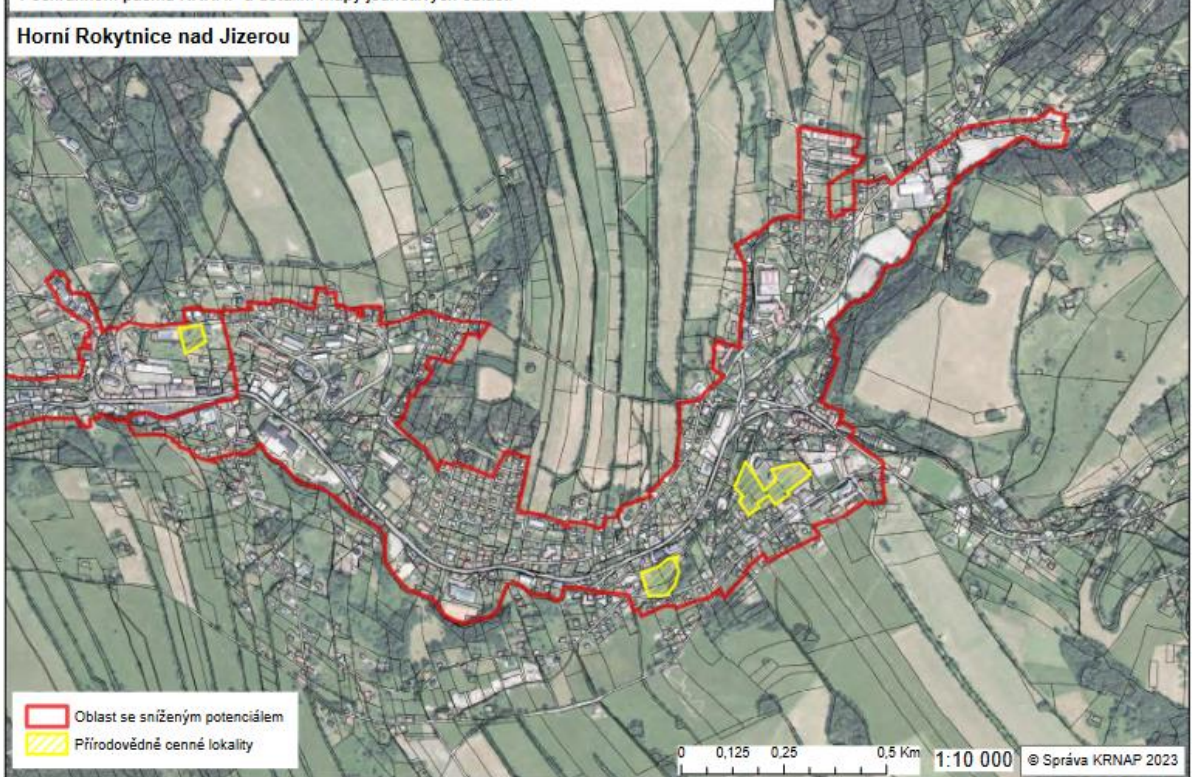 Horní Rokytnice nad Jizerou
Oblast se sníženým potenciálem
Přírodovědně cenné lokality
0 0,125 0,25 0,5 Km
1:10 000
© Správa KRNAP 2023